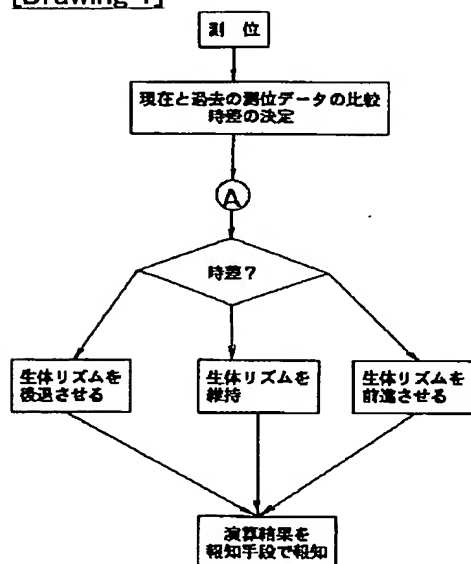 [Drawing 1]
測 位
現在と過去の測位データの比較
時差の決定
A
時差？
生体リズムを
後退させる
生体リズムを
維持
生体リズムを
前進させる
演算結果を
報知手段で報知